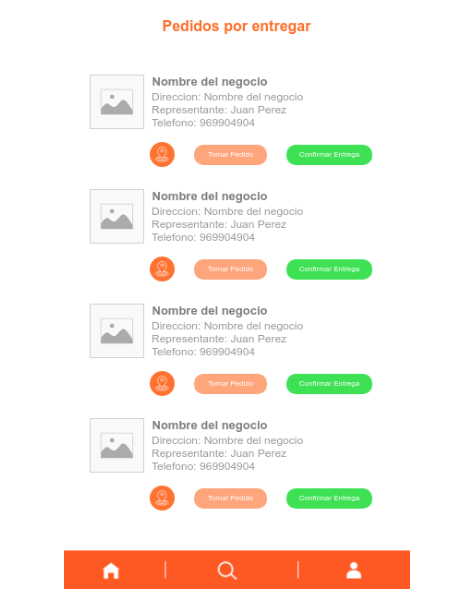 Pedidos por entregar
Nombre del negocio
Direccion: Nombre del negocio
Representante: Juan Perez
Telefono: 969904904
Tomar Pedido
Confirmar Entrega
Nombre del negocio
Direccion: Nombre del negocio
Representante: Juan Perez
Telefono: 969904904
Tomar Pedido
Confirmar Entrega
Nombre del negocio
Direccion: Nombre del negocio
Representante: Juan Perez
Telefono: 969904904
Tomar Pedido
Confirmar Entrega
Nombre del negocio
Direccion: Nombre del negocio
Representante: Juan Perez
Telefono: 969904904
Tomar Pedido
Confirmar Entrega